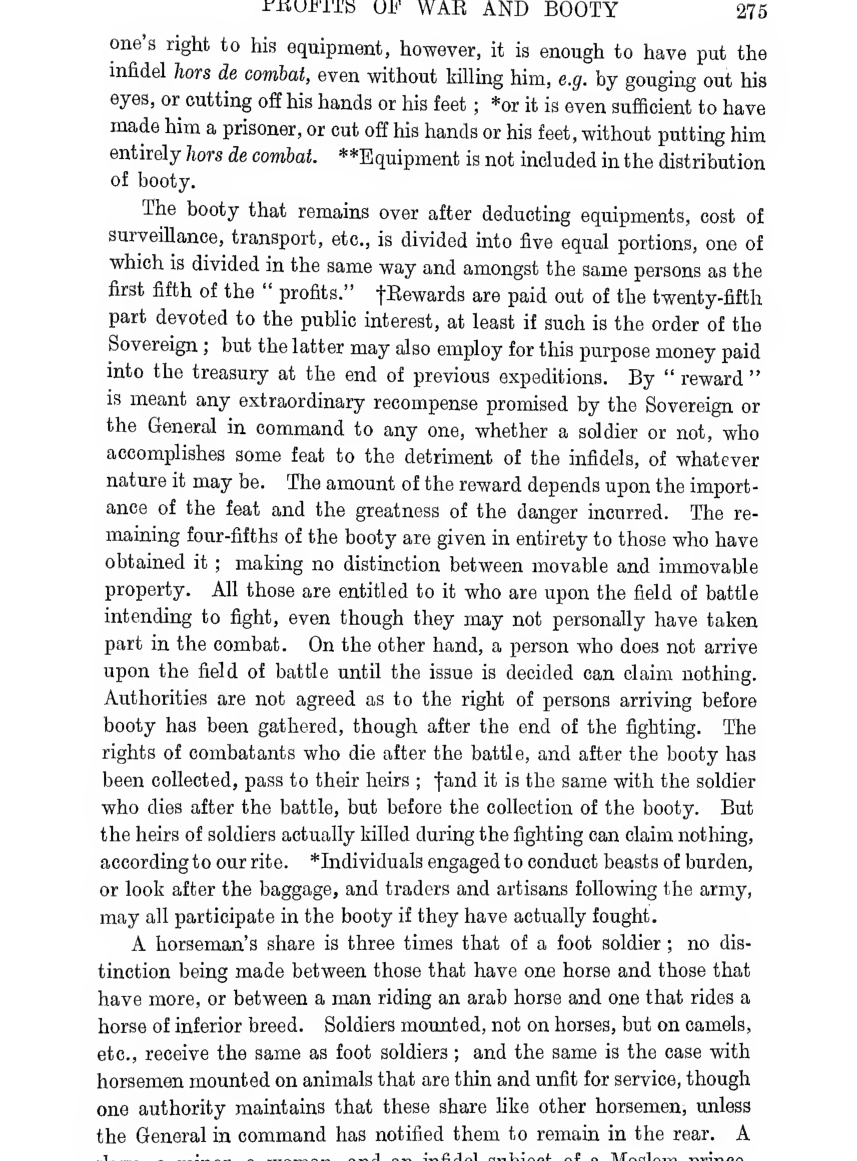 PROFITS OF WAR AND BOOTY 275
one's right to his equipment, however, it is enough to have put the
infidel hors de combat, even without killing him, e.g. by gouging out his
eyes, or cutting off his hands or his feet ; *or it is even sufficient to have
made him a prisoner, or cut off his hands or his feet, without putting him
entirely hors de combat. **Equipment is not included in the distribution
of booty.
The booty that remains over after deducting equipments, cost of
surveillance, transport, etc., is divided into five equal portions, one of
which is divided in the same way and amongst the same persons as the
first fifth of the “ profits.” †Rewards are paid out of the twenty-fifth
part devoted to the public interest, at least if such is the order of the
Sovereign ; but the latter may also employ for this purpose money paid
into the treasury at the end of previous expeditions. By “ reward ”
is meant any extraordinary recompense promised by the Sovereign or
the General in command to any one, whether a soldier or not, who
accomplishes some feat to the detriment of the infidels, of whatever
nature it may be. The amount of the reward depends upon the import-
ance of the feat and the greatness of the danger incurred. The re-
maining four-fifths of the booty are given in entirety to those who have
obtained it ; making no distinction between movable and immovable
property. All those are entitled to it who are upon the field of battle
intending to fight, even though they may not personally have taken
part in the combat. On the other hand, a person who does not arrive
upon the field of battle until the issue is decided can claim nothing.
Authorities are not agreed as to the right of persons arriving before
booty has been gathered, though after the end of the fighting. The
rights of combatants who die after the battle, and after the booty has
been collected, pass to their heirs ; †and it is the same with the soldier
who dies after the battle, but before the collection of the booty. But
the heirs of soldiers actually killed during the fighting can claim nothing,
according to our rite. *Individuals engaged to conduct beasts of burden,
or look after the baggage, and traders and artisans following the army,
may all participate in the booty if they have actually fought.
A horseman's share is three times that of a foot soldier ; no dis-
tinction being made between those that have one horse and those that
have more, or between a man riding an arab horse and one that rides a
horse of inferior breed. Soldiers mounted, not on horses, but on camels,
etc., receive the same as foot soldiers ; and the same is the case with
horsemen mounted on animals that are thin and unfit for service, though
one authority maintains that these share like other horsemen, unless
the General in command has notified them to remain in the rear. A
a woman, and an infidel subject of a Moslem prince